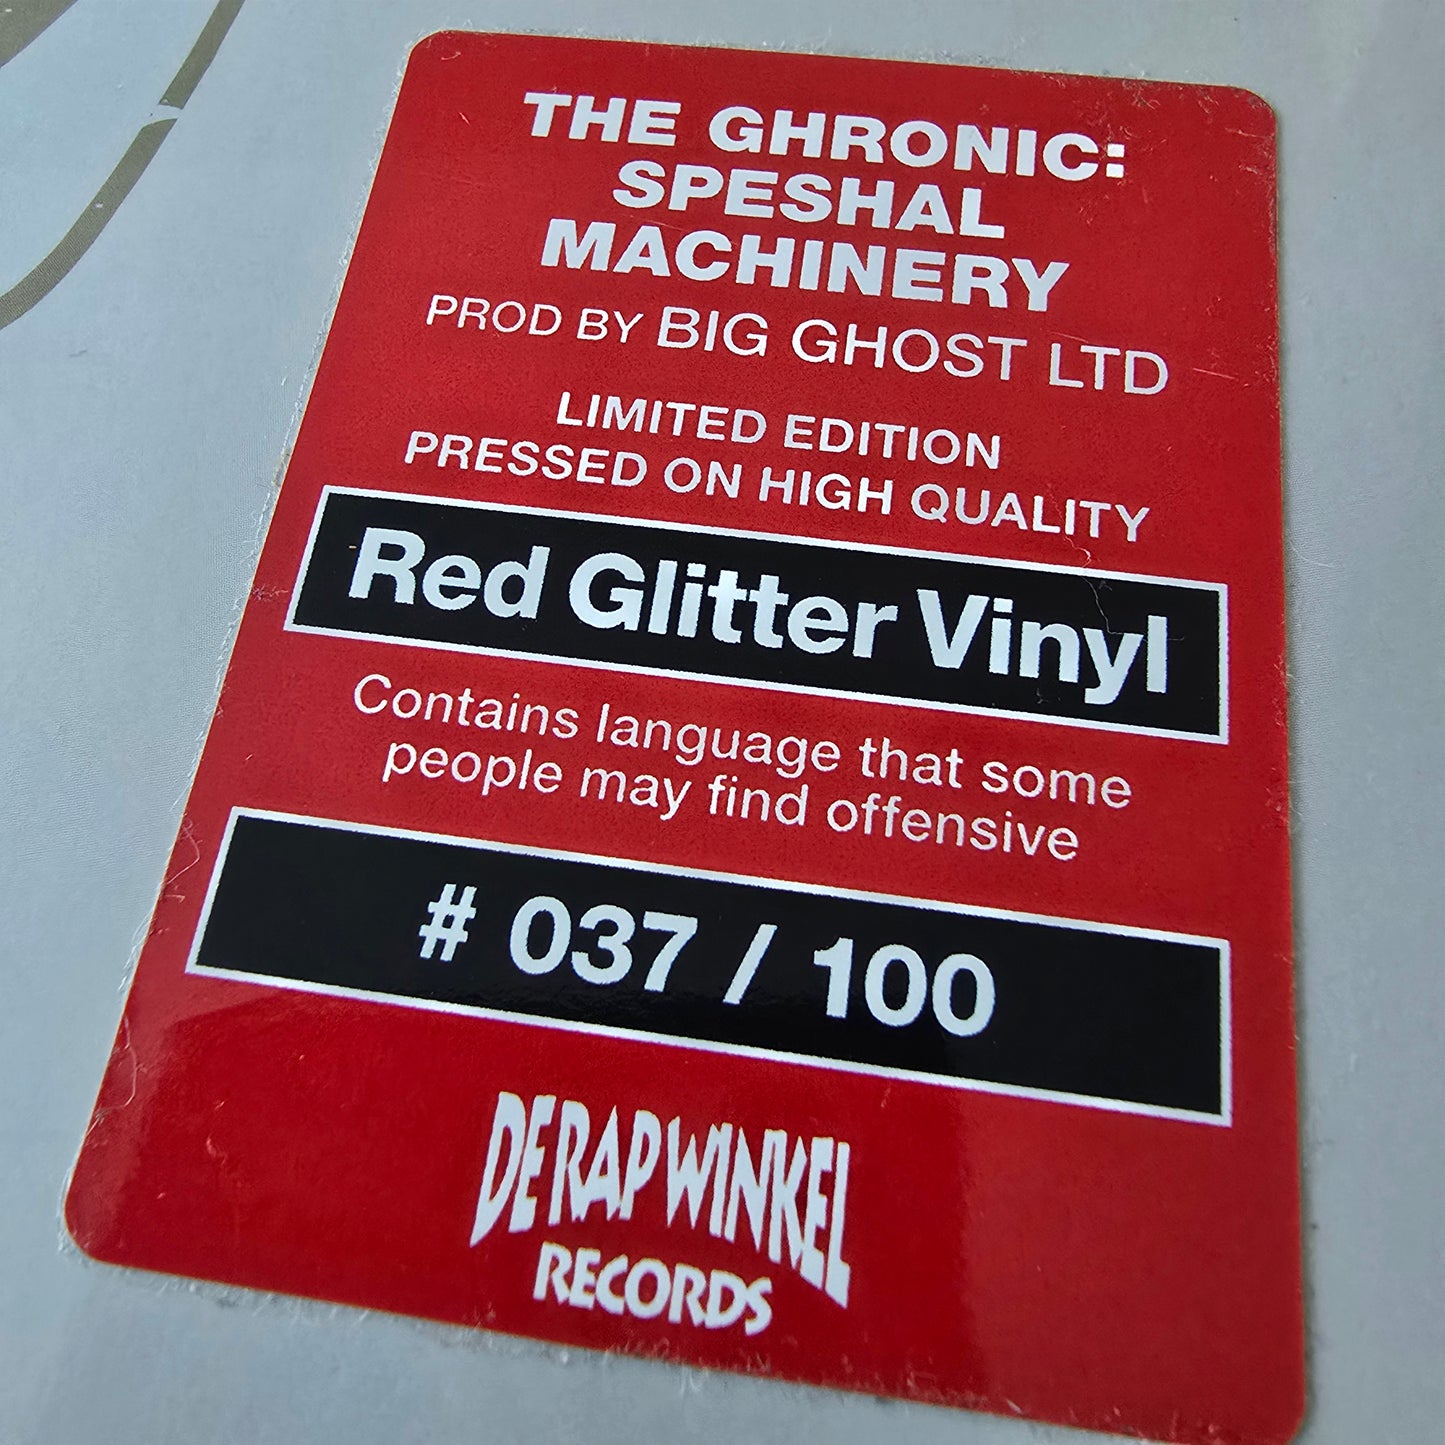 THE GHRONIC:
SPESHAL
MACHINERY
PROD BY BIG GHOST LTD
LIMITED EDITION
PRESSED ON HIGH QUALITY
Red Glitter Vinyl
Contains language that some
people may find offensive
# 037 / 100
DE RAP WINKEL
RECORDS